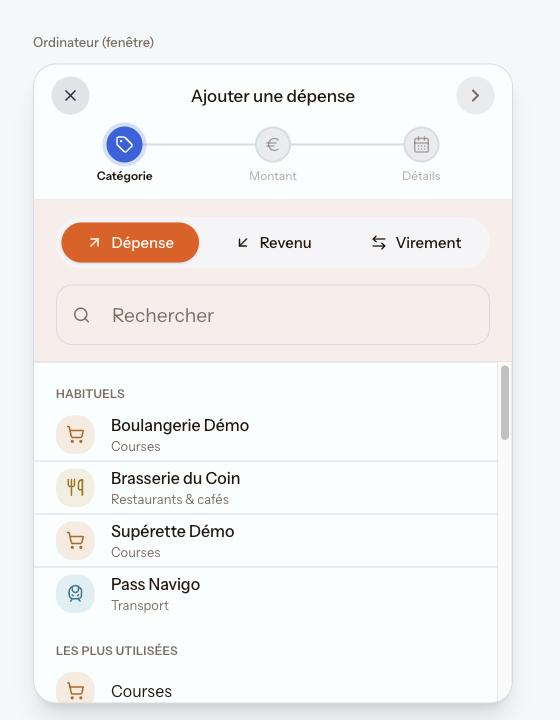 Ordinateur (fenêtre)
Ajouter une dépense
Catégorie
Montant
Détails
Dépense
Revenu
Virement
Rechercher
HABITUELS
Boulangerie Démo
Courses
Brasserie du Coin
Restaurants & cafés
Supérette Démo
Courses
Pass Navigo
Transport
LES PLUS UTILISÉES
Courses